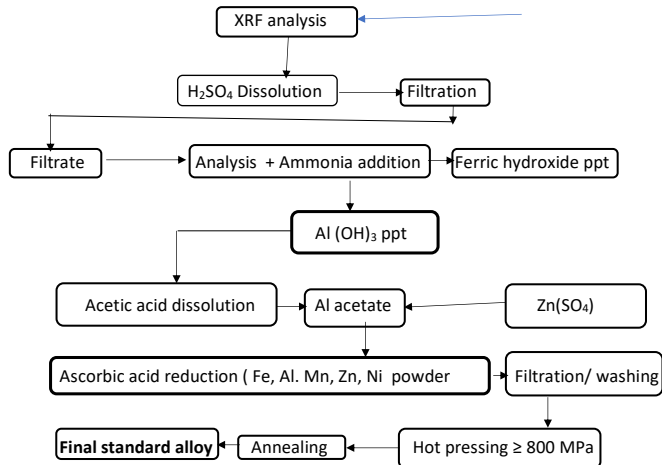 XRF analysis
H₂SO₄ Dissolution
Filtration
Filtrate
Analysis + Ammonia addition
Ferric hydroxide ppt
Al (OH)₃ ppt
Acetic acid dissolution
Al acetate
Zn(SO₄)
Ascorbic acid reduction ( Fe, Al. Mn, Zn, Ni powder
Filtration/ washing
Final standard alloy
Annealing
Hot pressing ≥ 800 MPa